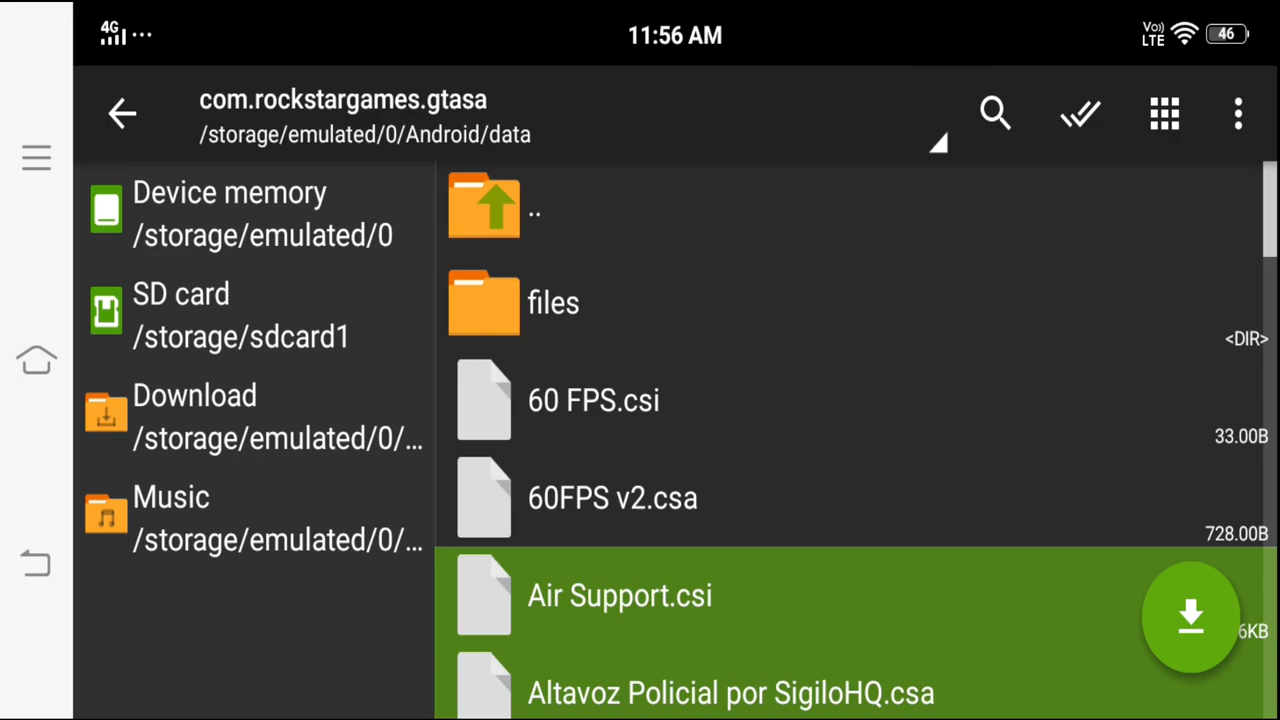 4G
11:56 AM
Vo)
LTE
46
com.rockstargames.gtasa
/storage/emulated/0/Android/data
Device memory
/storage/emulated/0
SD card
/storage/sdcard1
Download
/storage/emulated/0/...
Music
/storage/emulated/0/...
..
files
<DIR>
60 FPS.csi
33.00B
60FPS v2.csa
728.00B
Air Support.csi
6KB
Altavoz Policial por SigiloHQ.csa